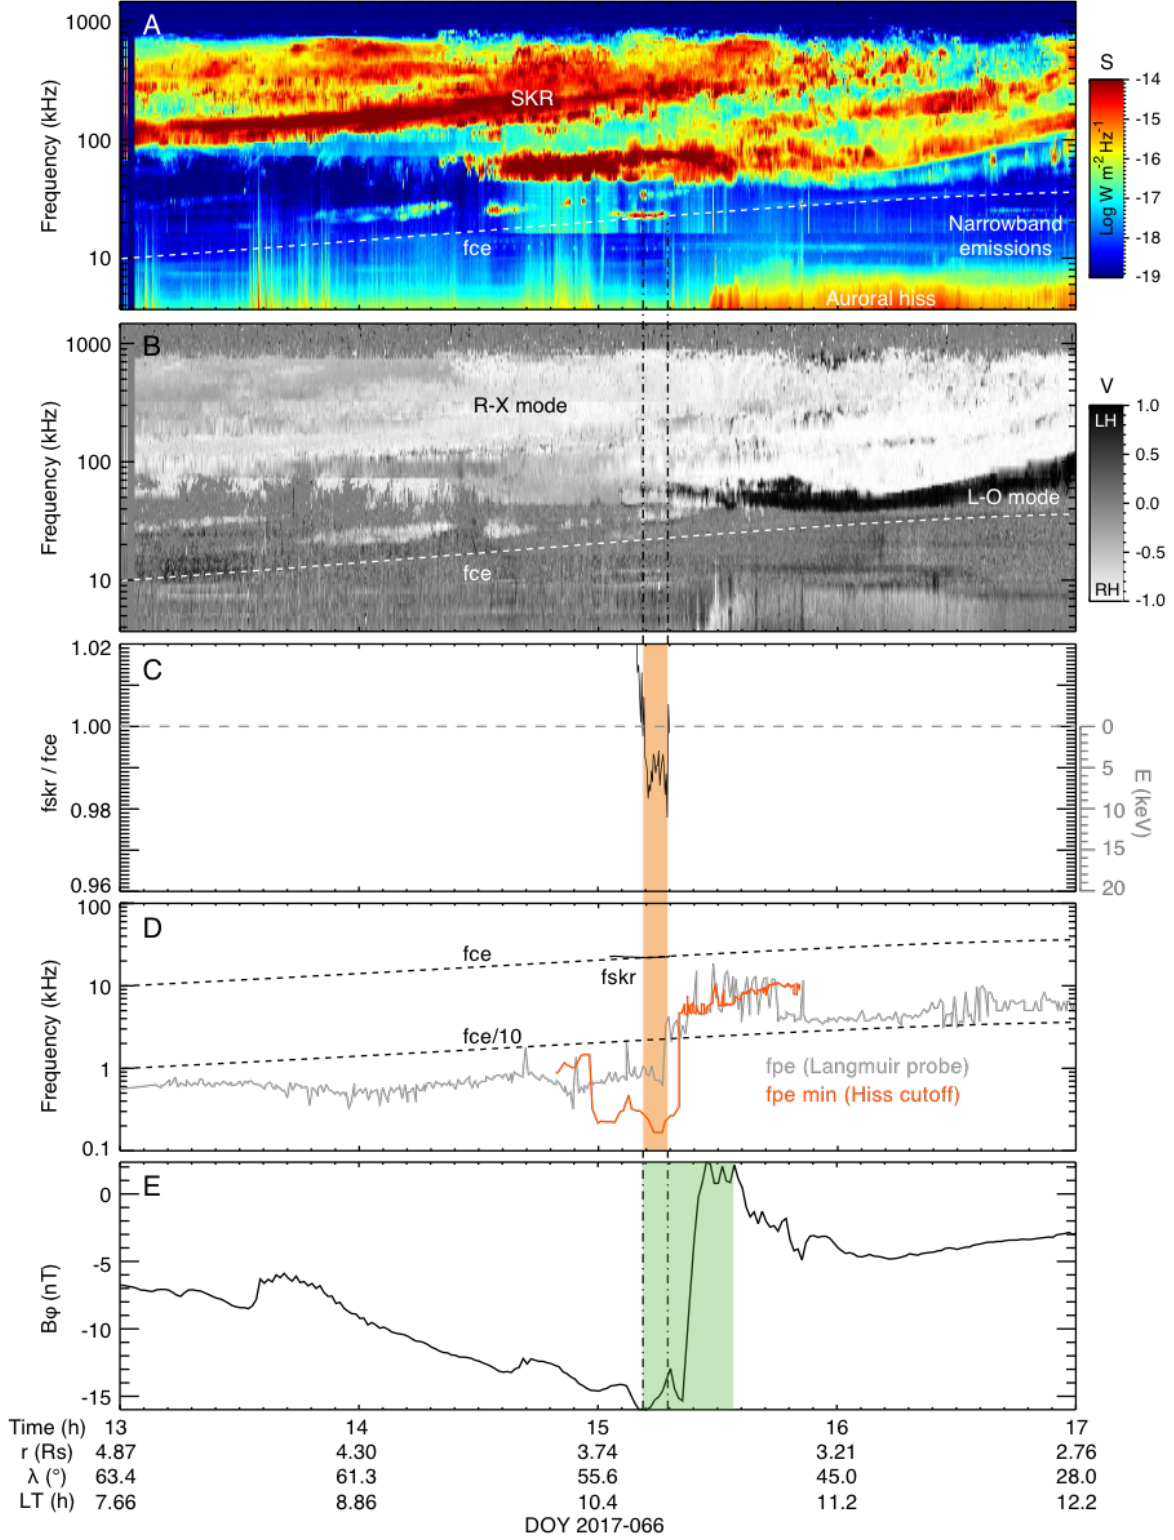 A
1000
100
10
Frequency (kHz)
SKR
fce
Narrowband
emissions
Auroral hiss
S
-14
-15
-16
-17
-18
-19
Log W m-2 Hz-1
B
1000
100
10
Frequency (kHz)
R-X mode
L-O mode
fce
V
1.0
0.5
0.0
-0.5
-1.0
LH
RH
C
1.02
1.00
0.98
0.96
fskr / fce
0
5
10
15
20
E (keV)
D
100
10
1
0.1
Frequency (kHz)
fce
fskr
fce/10
fpe (Langmuir probe)
fpe min (Hiss cutoff)
E
0
-5
-10
-15
Bφ (nT)
Time (h) 13 14 15 16 17
r (Rs) 4.87 4.30 3.74 3.21 2.76
λ (°) 63.4 61.3 55.6 45.0 28.0
LT (h) 7.66 8.86 10.4 11.2 12.2
DOY 2017-066